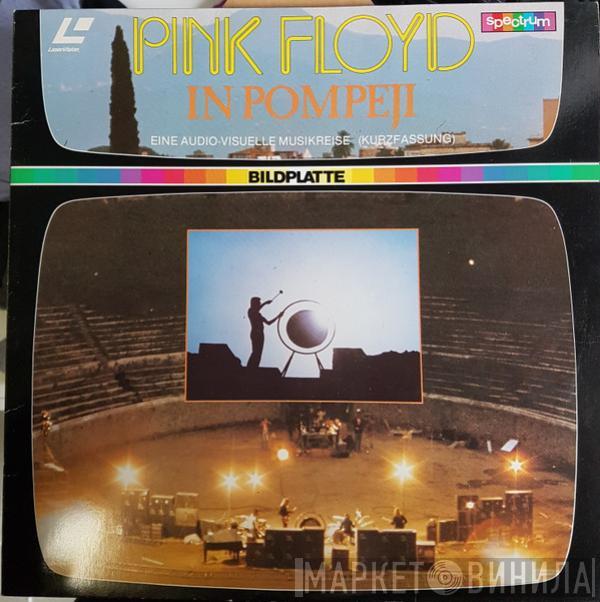 LaserVision
PINK FLOYD
spectrum
IN POMPEJI
EINE AUDIO-VISUELLE MUSIKREISE (KURZFASSUNG)
BILDPLATTE
МАРКЕТ ВИНИЛА